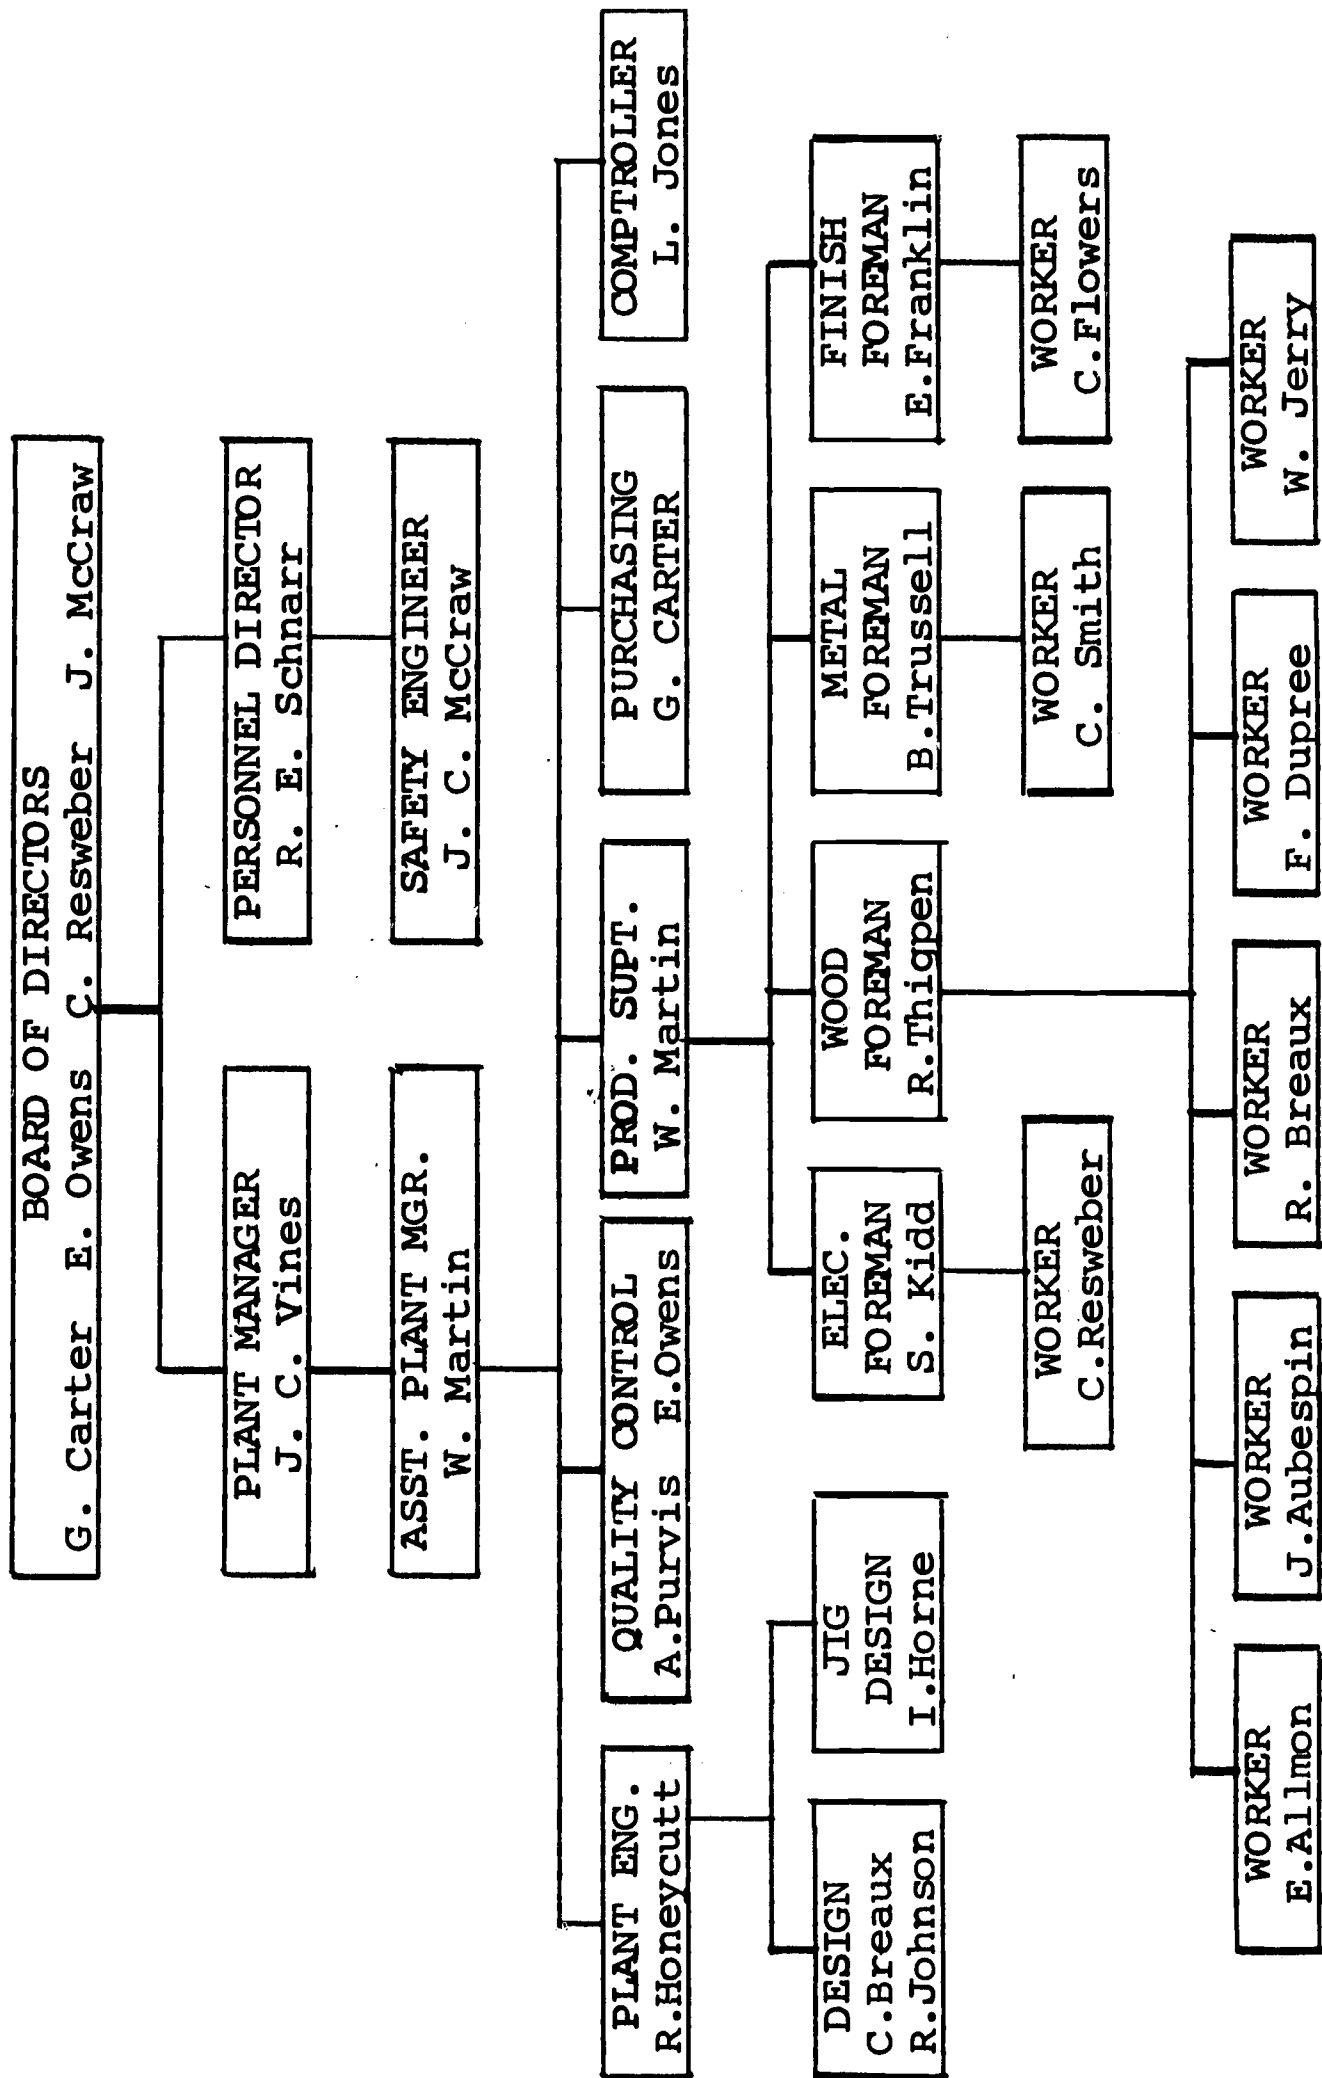 BOARD OF DIRECTORS
G. Carter E. Owens C. Resweber J. McCraw
PLANT MANAGER
J. C. Vines
PERSONNEL DIRECTOR
R. E. Schnarr
ASST. PLANT MGR.
W. Martin
SAFETY ENGINEER
J. C. McCraw
PLANT ENG.
R.Honeycutt
QUALITY CONTROL
A.Purvis E.Owens
PROD. SUPT.
W. Martin
PURCHASING
G. CARTER
COMPTROLLER
L. Jones
DESIGN
C.Breaux
R.Johnson
JIG
DESIGN
I.Horne
ELEC.
FOREMAN
S. Kidd
WOOD
FOREMAN
R.Thigpen
METAL
FOREMAN
B.Trussell
FINISH
FOREMAN
E.Franklin
WORKER
C.Resweber
WORKER
C. Smith
WORKER
C.Flowers
WORKER
E.Allmon
WORKER
J.Aubespin
WORKER
R. Breaux
WORKER
F. Dupree
WORKER
W. Jerry